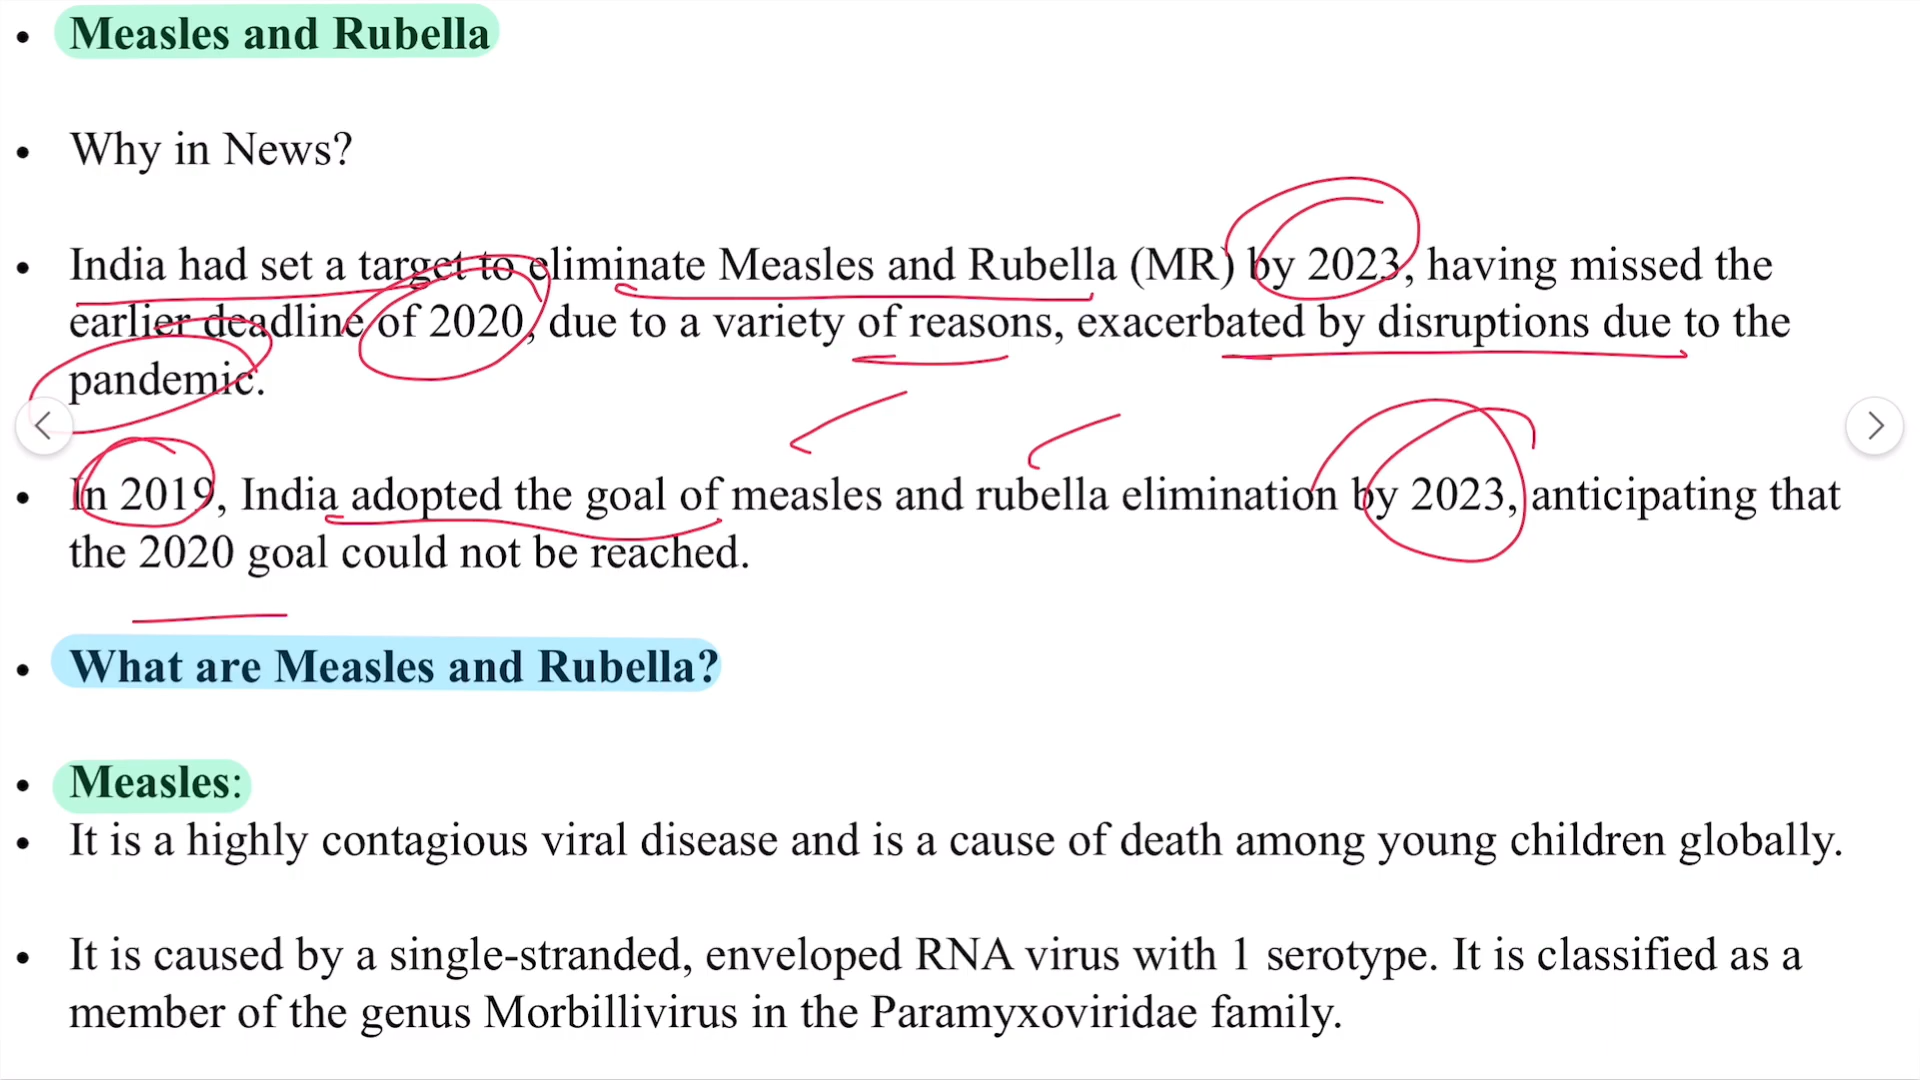 • Measles and Rubella
• Why in News?
• India had set a target to eliminate Measles and Rubella (MR) by 2023, having missed the
earlier deadline of 2020, due to a variety of reasons, exacerbated by disruptions due to the
pandemic.
• In 2019, India adopted the goal of measles and rubella elimination by 2023, anticipating that
the 2020 goal could not be reached.
• What are Measles and Rubella?
• Measles:
• It is a highly contagious viral disease and is a cause of death among young children globally.
• It is caused by a single-stranded, enveloped RNA virus with 1 serotype. It is classified as a
member of the genus Morbillivirus in the Paramyxoviridae family.